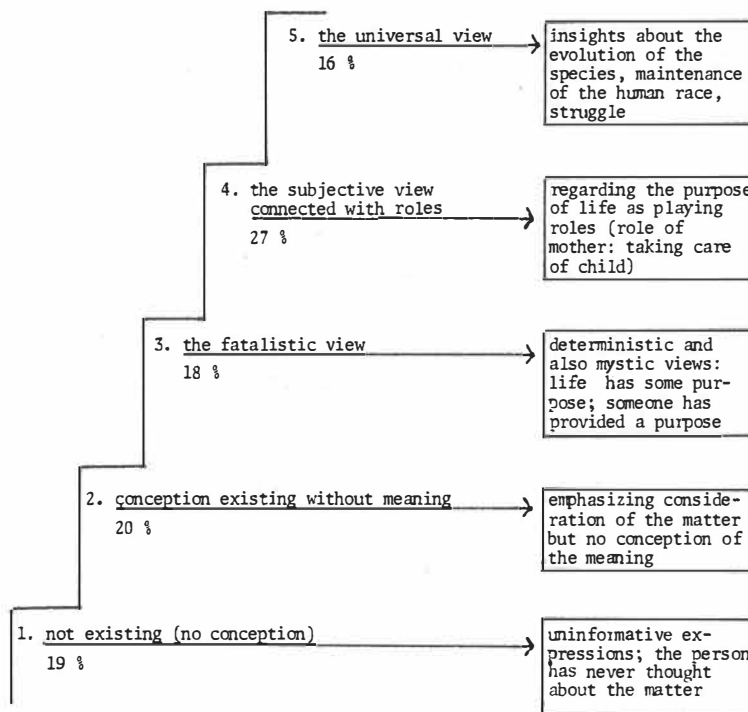 5. the universal view
16 %
insights about the
evolution of the
species, maintenance
of the human race,
struggle
4. the subjective view
connected with roles
27 %
regarding the purpose
of life as playing
roles (role of
mother: taking care
of child)
3. the fatalistic view
18 %
deterministic and
also mystic views:
life has some pur-
pose; someone has
provided a purpose
2. conception existing without meaning
20 %
emphasizing conside-
ration of the matter
but no conception of
the meaning
1. not existing (no conception)
19 %
uninformative ex-
pressions; the person
has never thought
about the matter